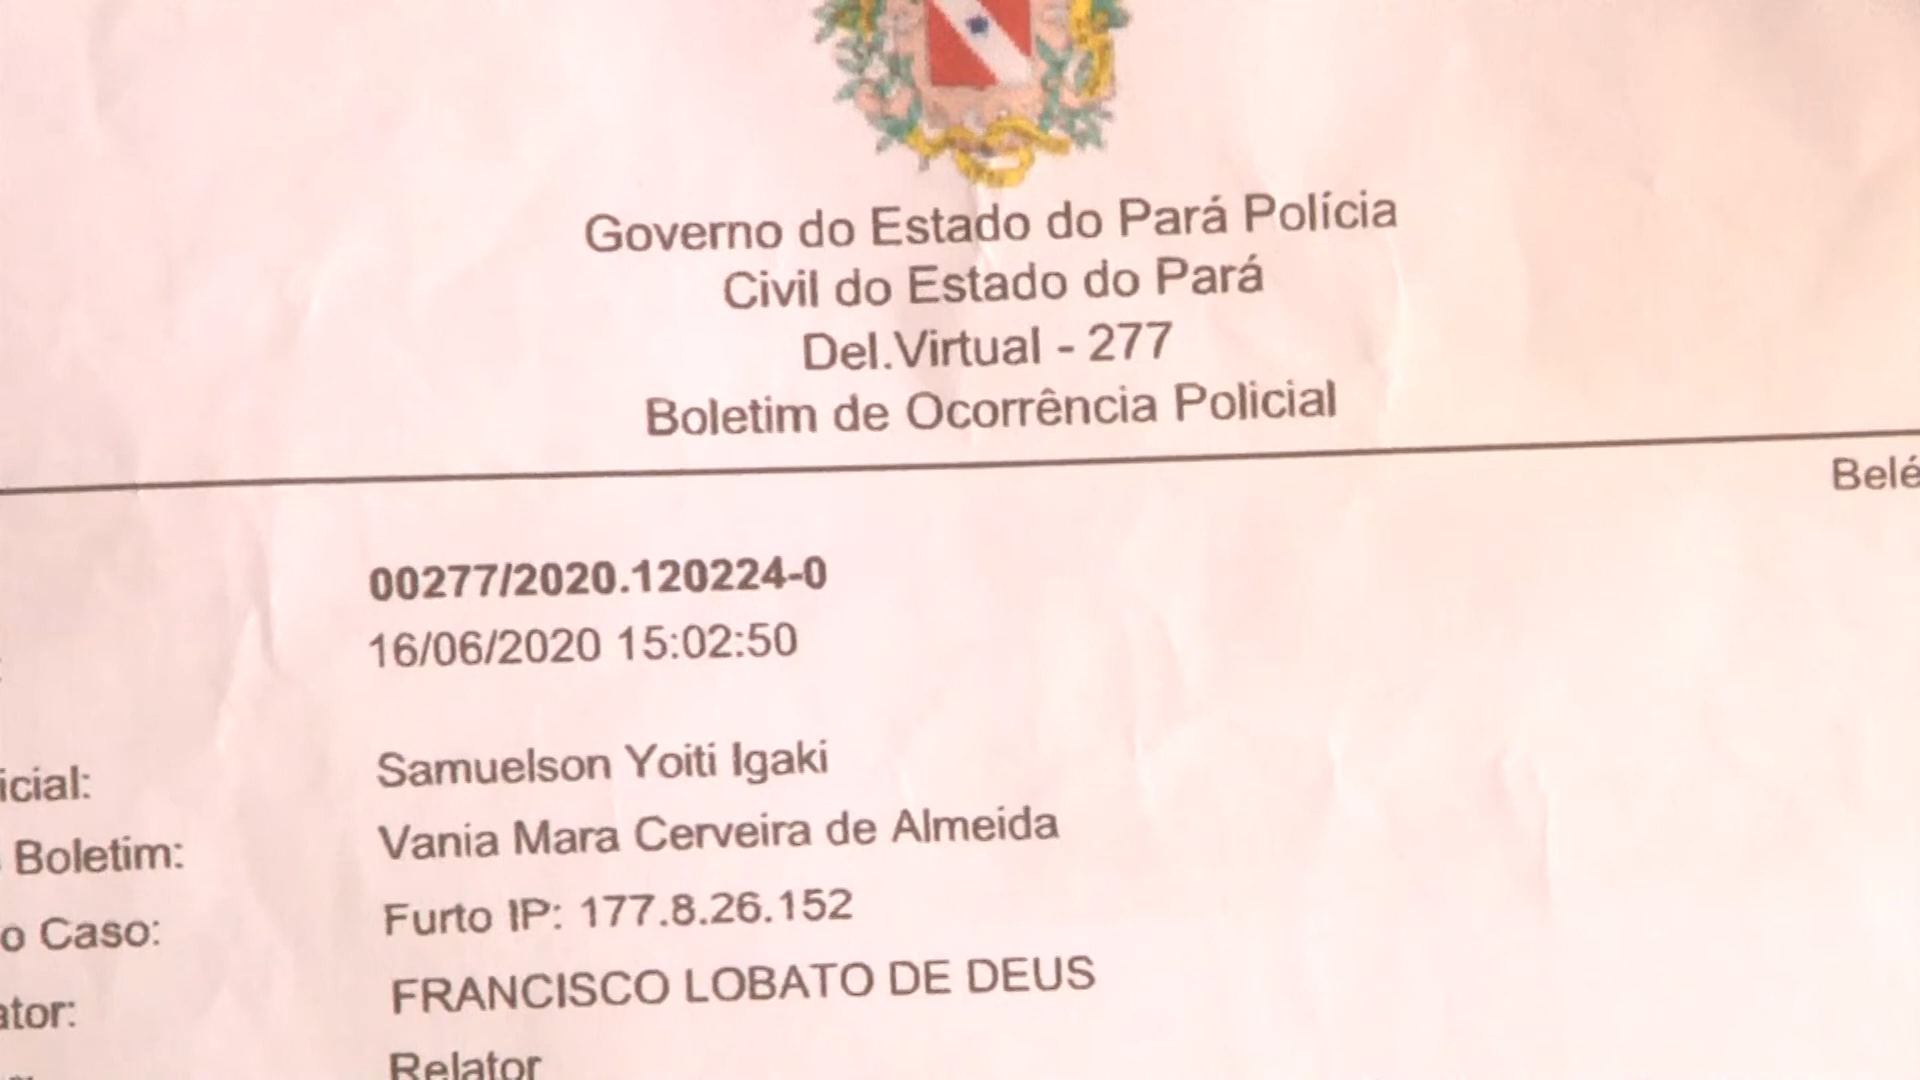 Governo do Estado do Pará Polícia
Civil do Estado do Pará
Del.Virtual - 277
Boletim de Ocorrência Policial
Belé
00277/2020.120224-0
16/06/2020 15:02:50
icial: Samuelson Yoiti Igaki
Boletim: Vania Mara Cerveira de Almeida
o Caso: Furto IP: 177.8.26.152
ator: FRANCISCO LOBATO DE DEUS
Relator